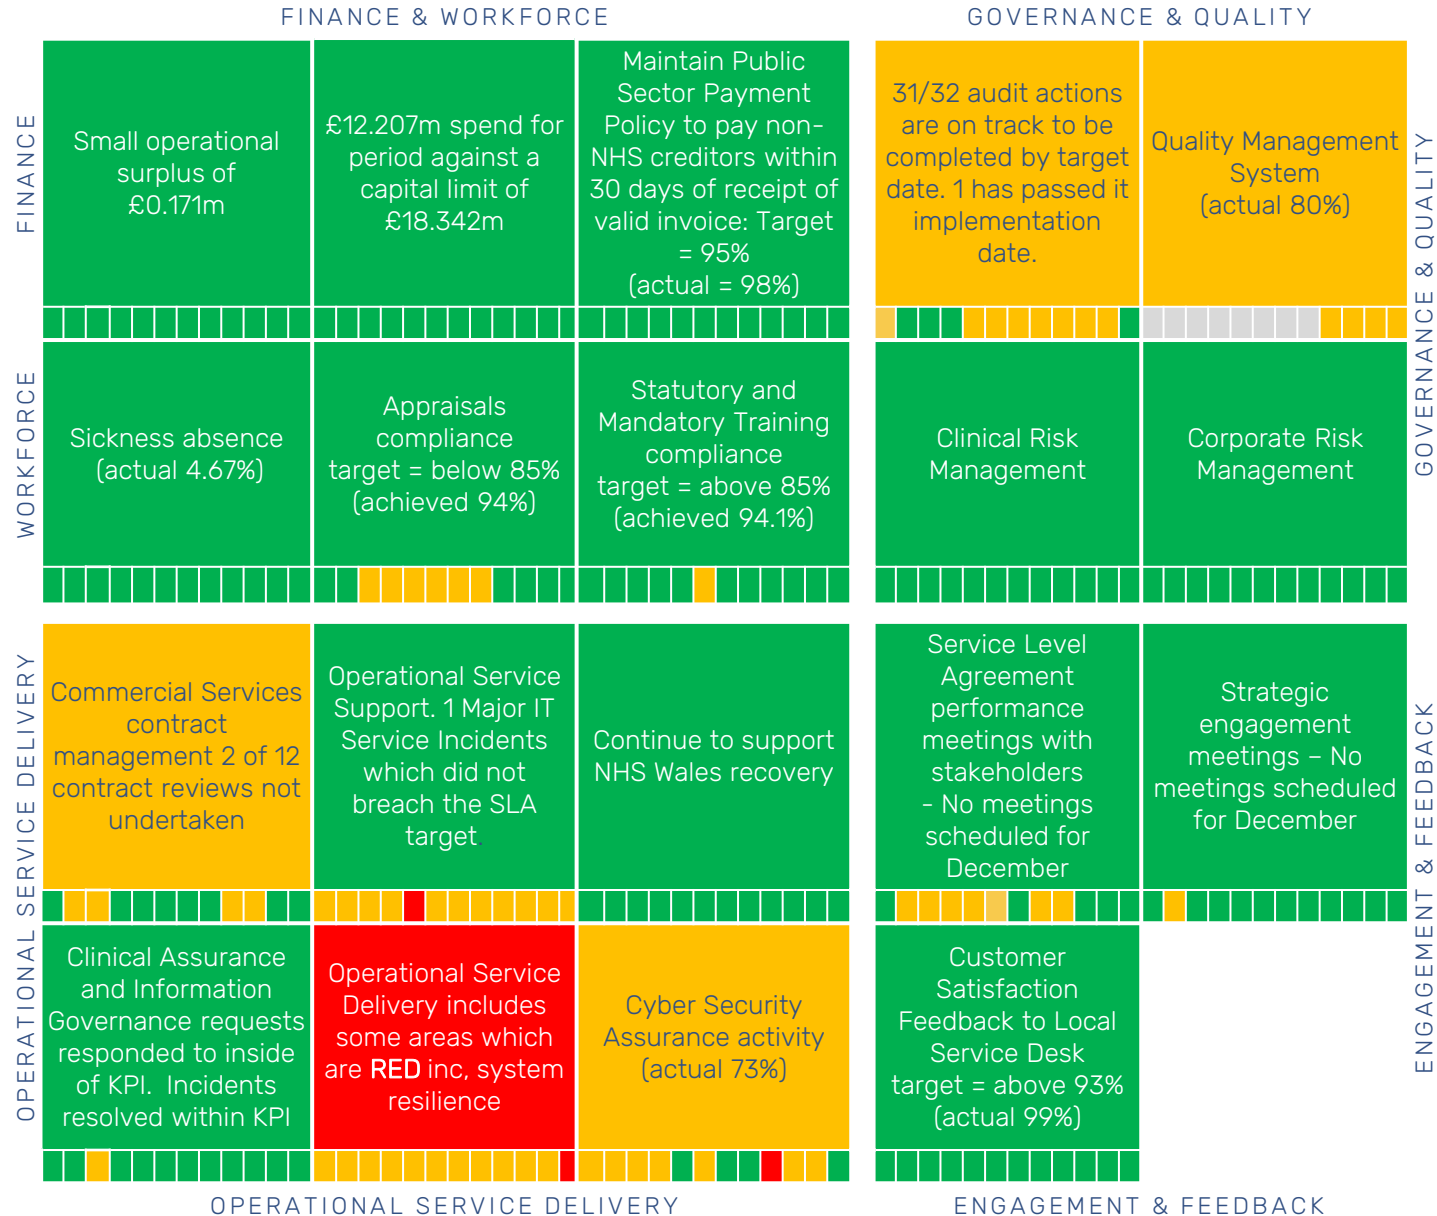 FINANCE & WORKFORCE
GOVERNANCE & QUALITY
FINANCE
Small operational
surplus of
£0.171m
£12.207m spend for
period against a
capital limit of
£18.342m
Maintain Public
Sector Payment
Policy to pay non-
NHS creditors within
30 days of receipt of
valid invoice: Target
= 95%
(actual = 98%)
31/32 audit actions
are on track to be
completed by target
date. 1 has passed it
implementation
date.
Quality Management
System
(actual 80%)
GOVERNANCE & QUALITY
WORKFORCE
Sickness absence
(actual 4.67%)
Appraisals
compliance
target = below 85%
(achieved 94%)
Statutory and
Mandatory Training
compliance
target = above 85%
(achieved 94.1%)
Clinical Risk
Management
Corporate Risk
Management
OPERATIONAL SERVICE DELIVERY
Commercial Services
contract
management 2 of 12
contract reviews not
undertaken
Operational Service
Support. 1 Major IT
Service Incidents
which did not
breach the SLA
target.
Continue to support
NHS Wales recovery
Service Level
Agreement
performance
meetings with
stakeholders
- No meetings
scheduled for
December
Strategic
engagement
meetings – No
meetings scheduled
for December
ENGAGEMENT & FEEDBACK
Clinical Assurance
and Information
Governance requests
responded to inside
of KPI. Incidents
resolved within KPI
Operational Service
Delivery includes
some areas which
are RED inc, system
resilience
Cyber Security
Assurance activity
(actual 73%)
Customer
Satisfaction
Feedback to Local
Service Desk
target = above 93%
(actual 99%)
OPERATIONAL SERVICE DELIVERY
ENGAGEMENT & FEEDBACK